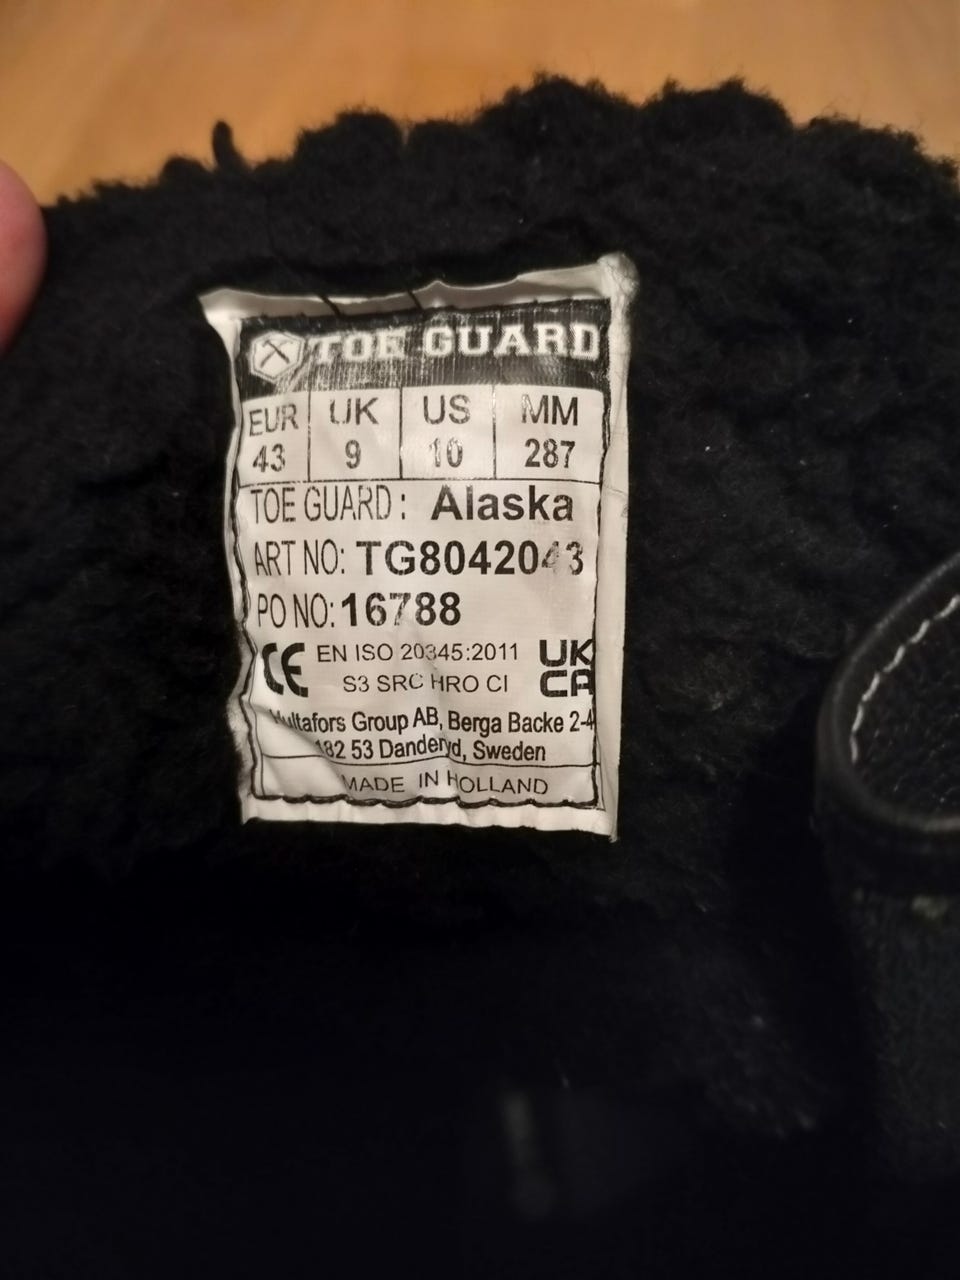 TOE GUARD
EUR UK US MM
43 9 10 287
TOE GUARD: Alaska
ART NO: TG8042043
PO NO: 16788
CE EN ISO 20345:2011 UK
S3 SRC HRO CI CA
Hultafors Group AB, Berga Backe 2-4
182 53 Danderyd, Sweden
MADE IN HOLLAND